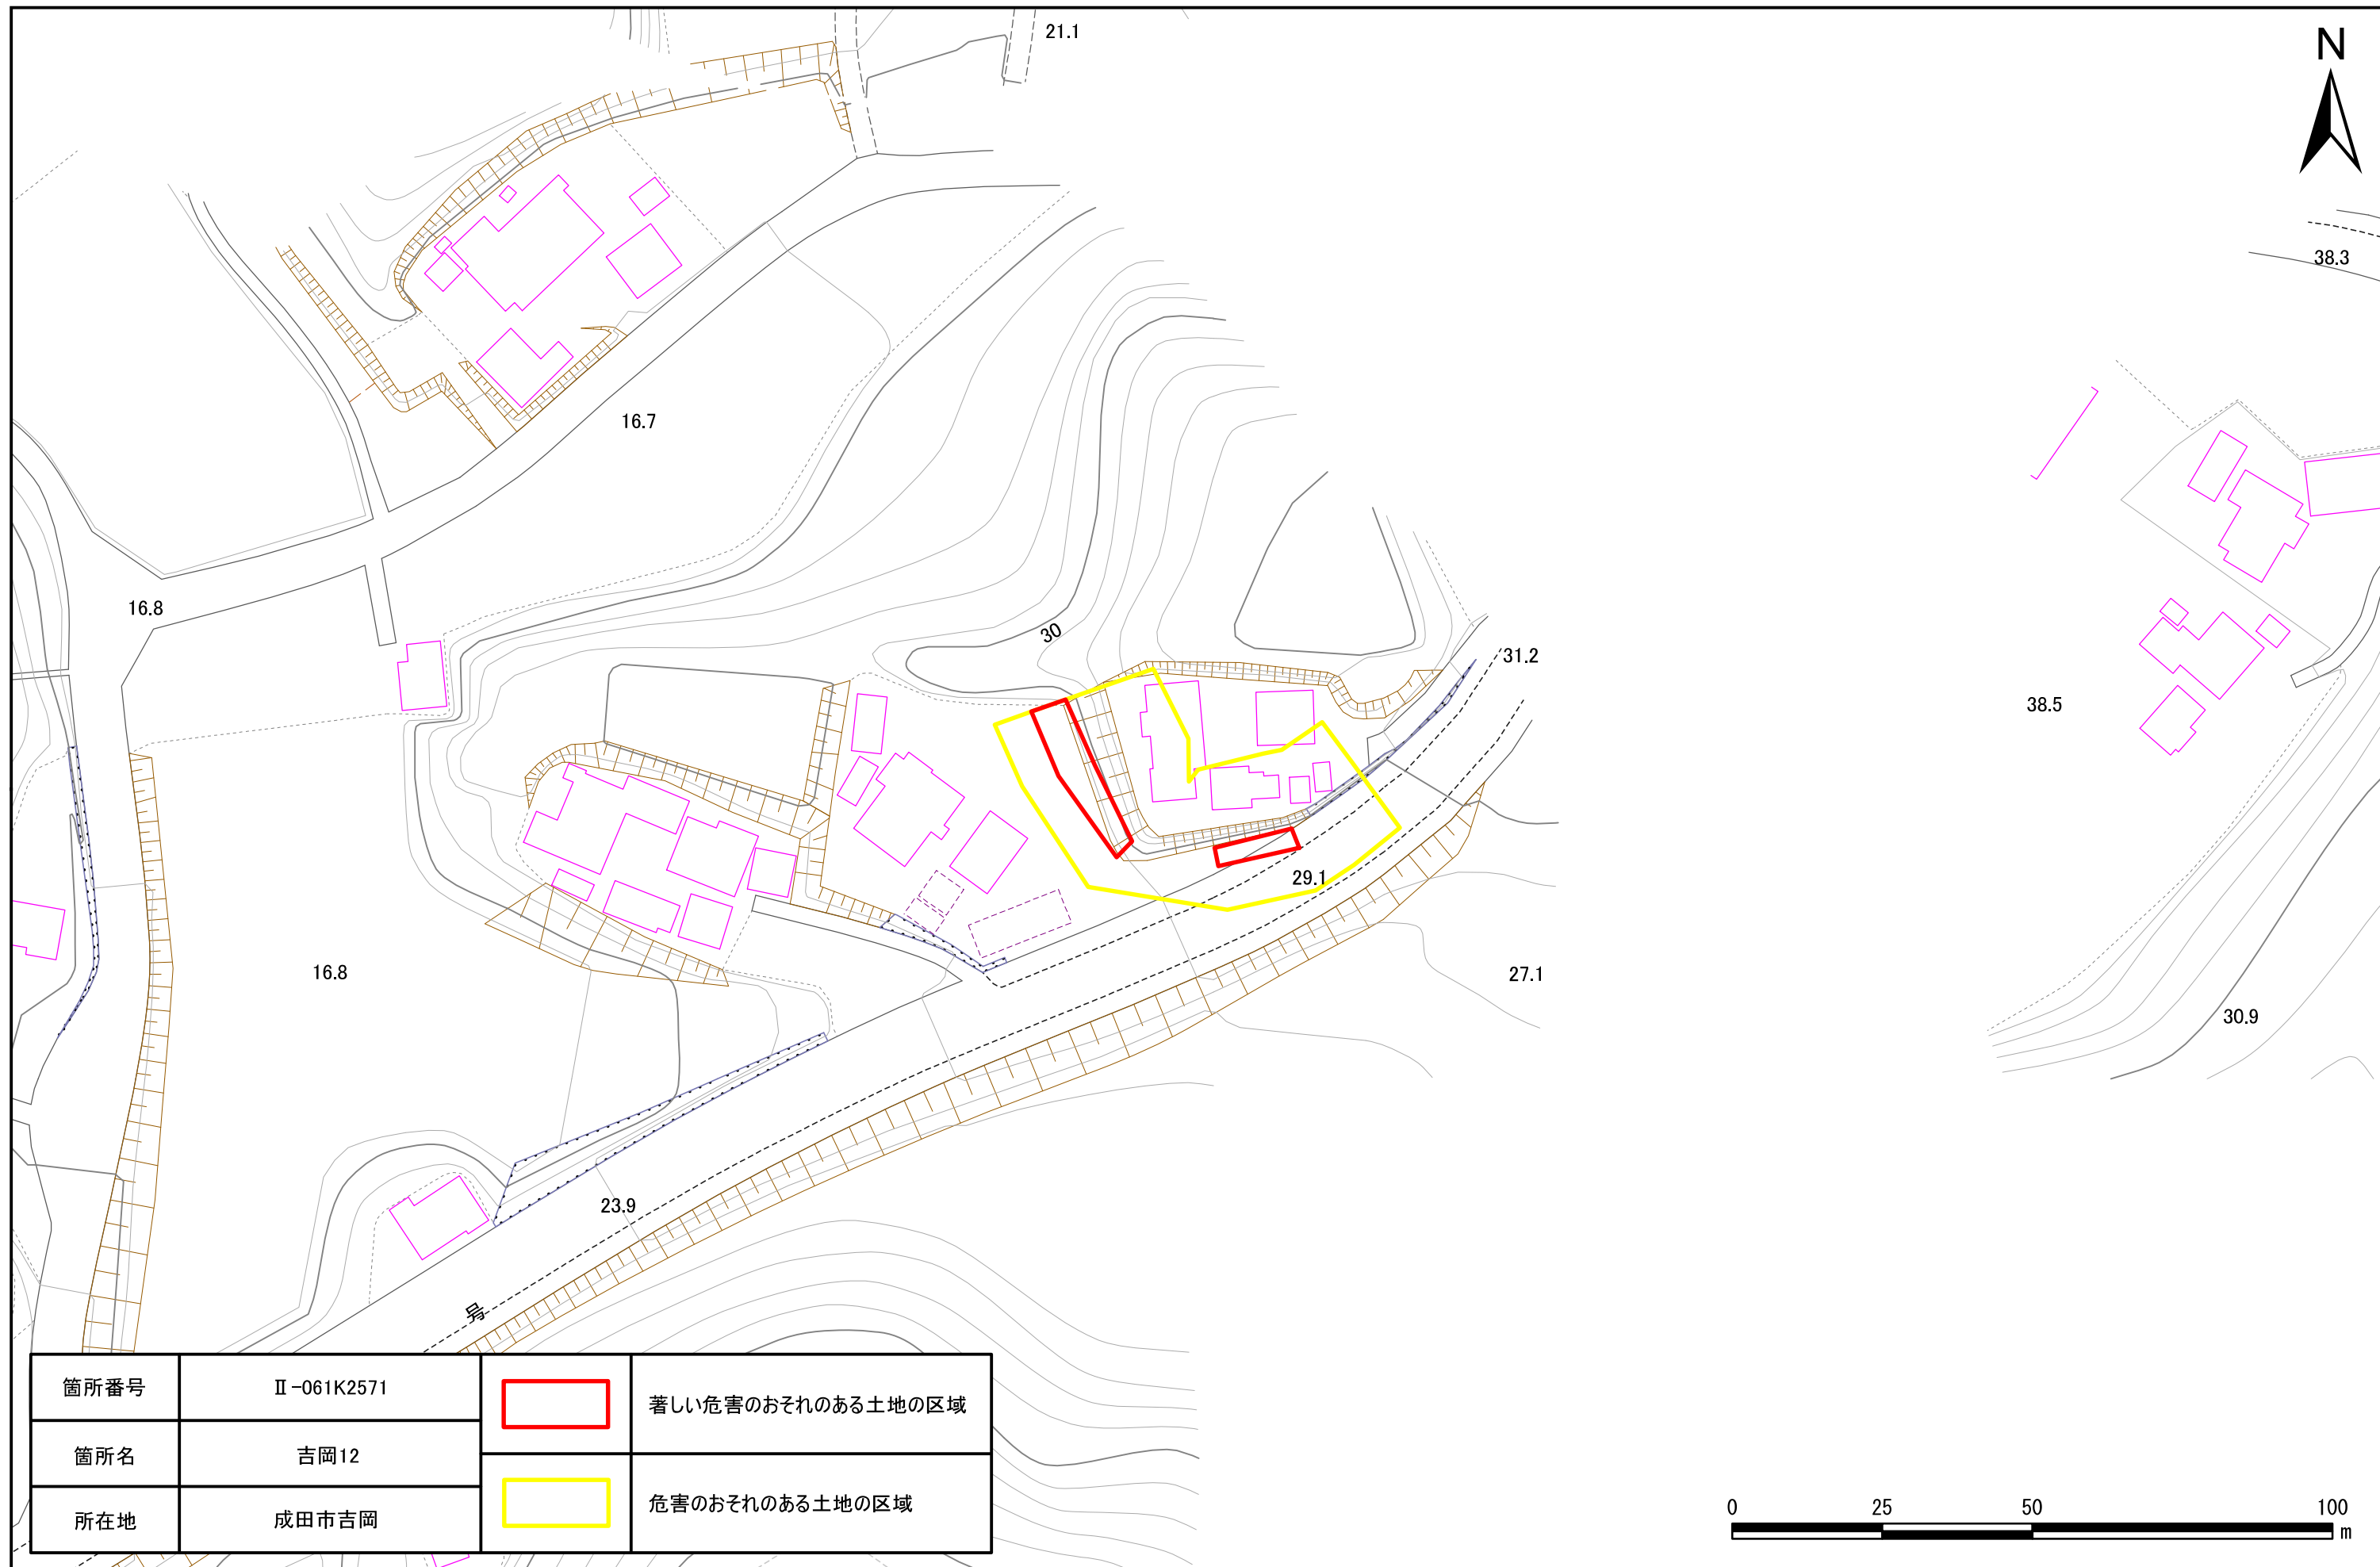 21.1
N
38.3
16.7
16.8
30
31.2
38.5
29.1
16.8
27.1
30.9
23.9
号
箇所番号 Ⅱ-061K2571
箇所名 吉岡12
所在地 成田市吉岡
著しい危害のおそれのある土地の区域
危害のおそれのある土地の区域
0 25 50 100
m